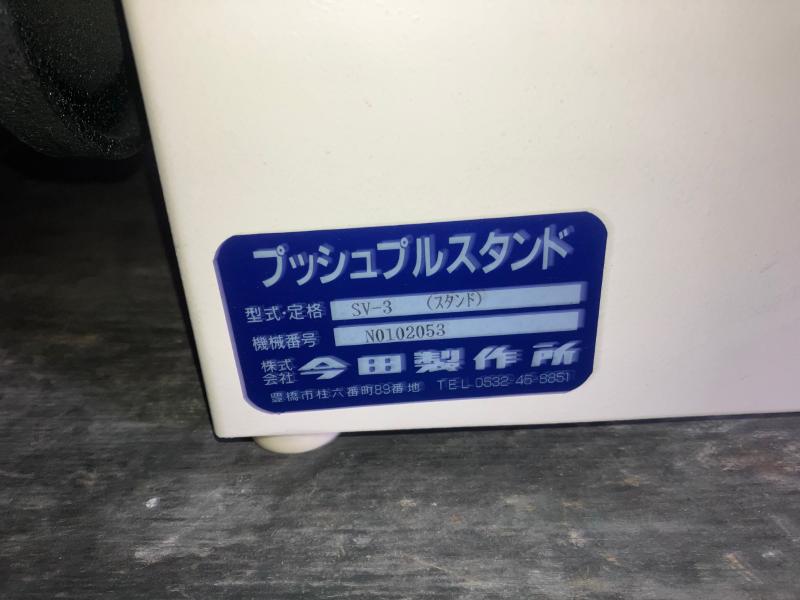 プッシュプルスタンド
型式・定格 SV-3 (スタンド)
機械番号 N0102053
株式会社 今田製作所
豊橋市柱六番町89番地 TEL 0532-45-8851